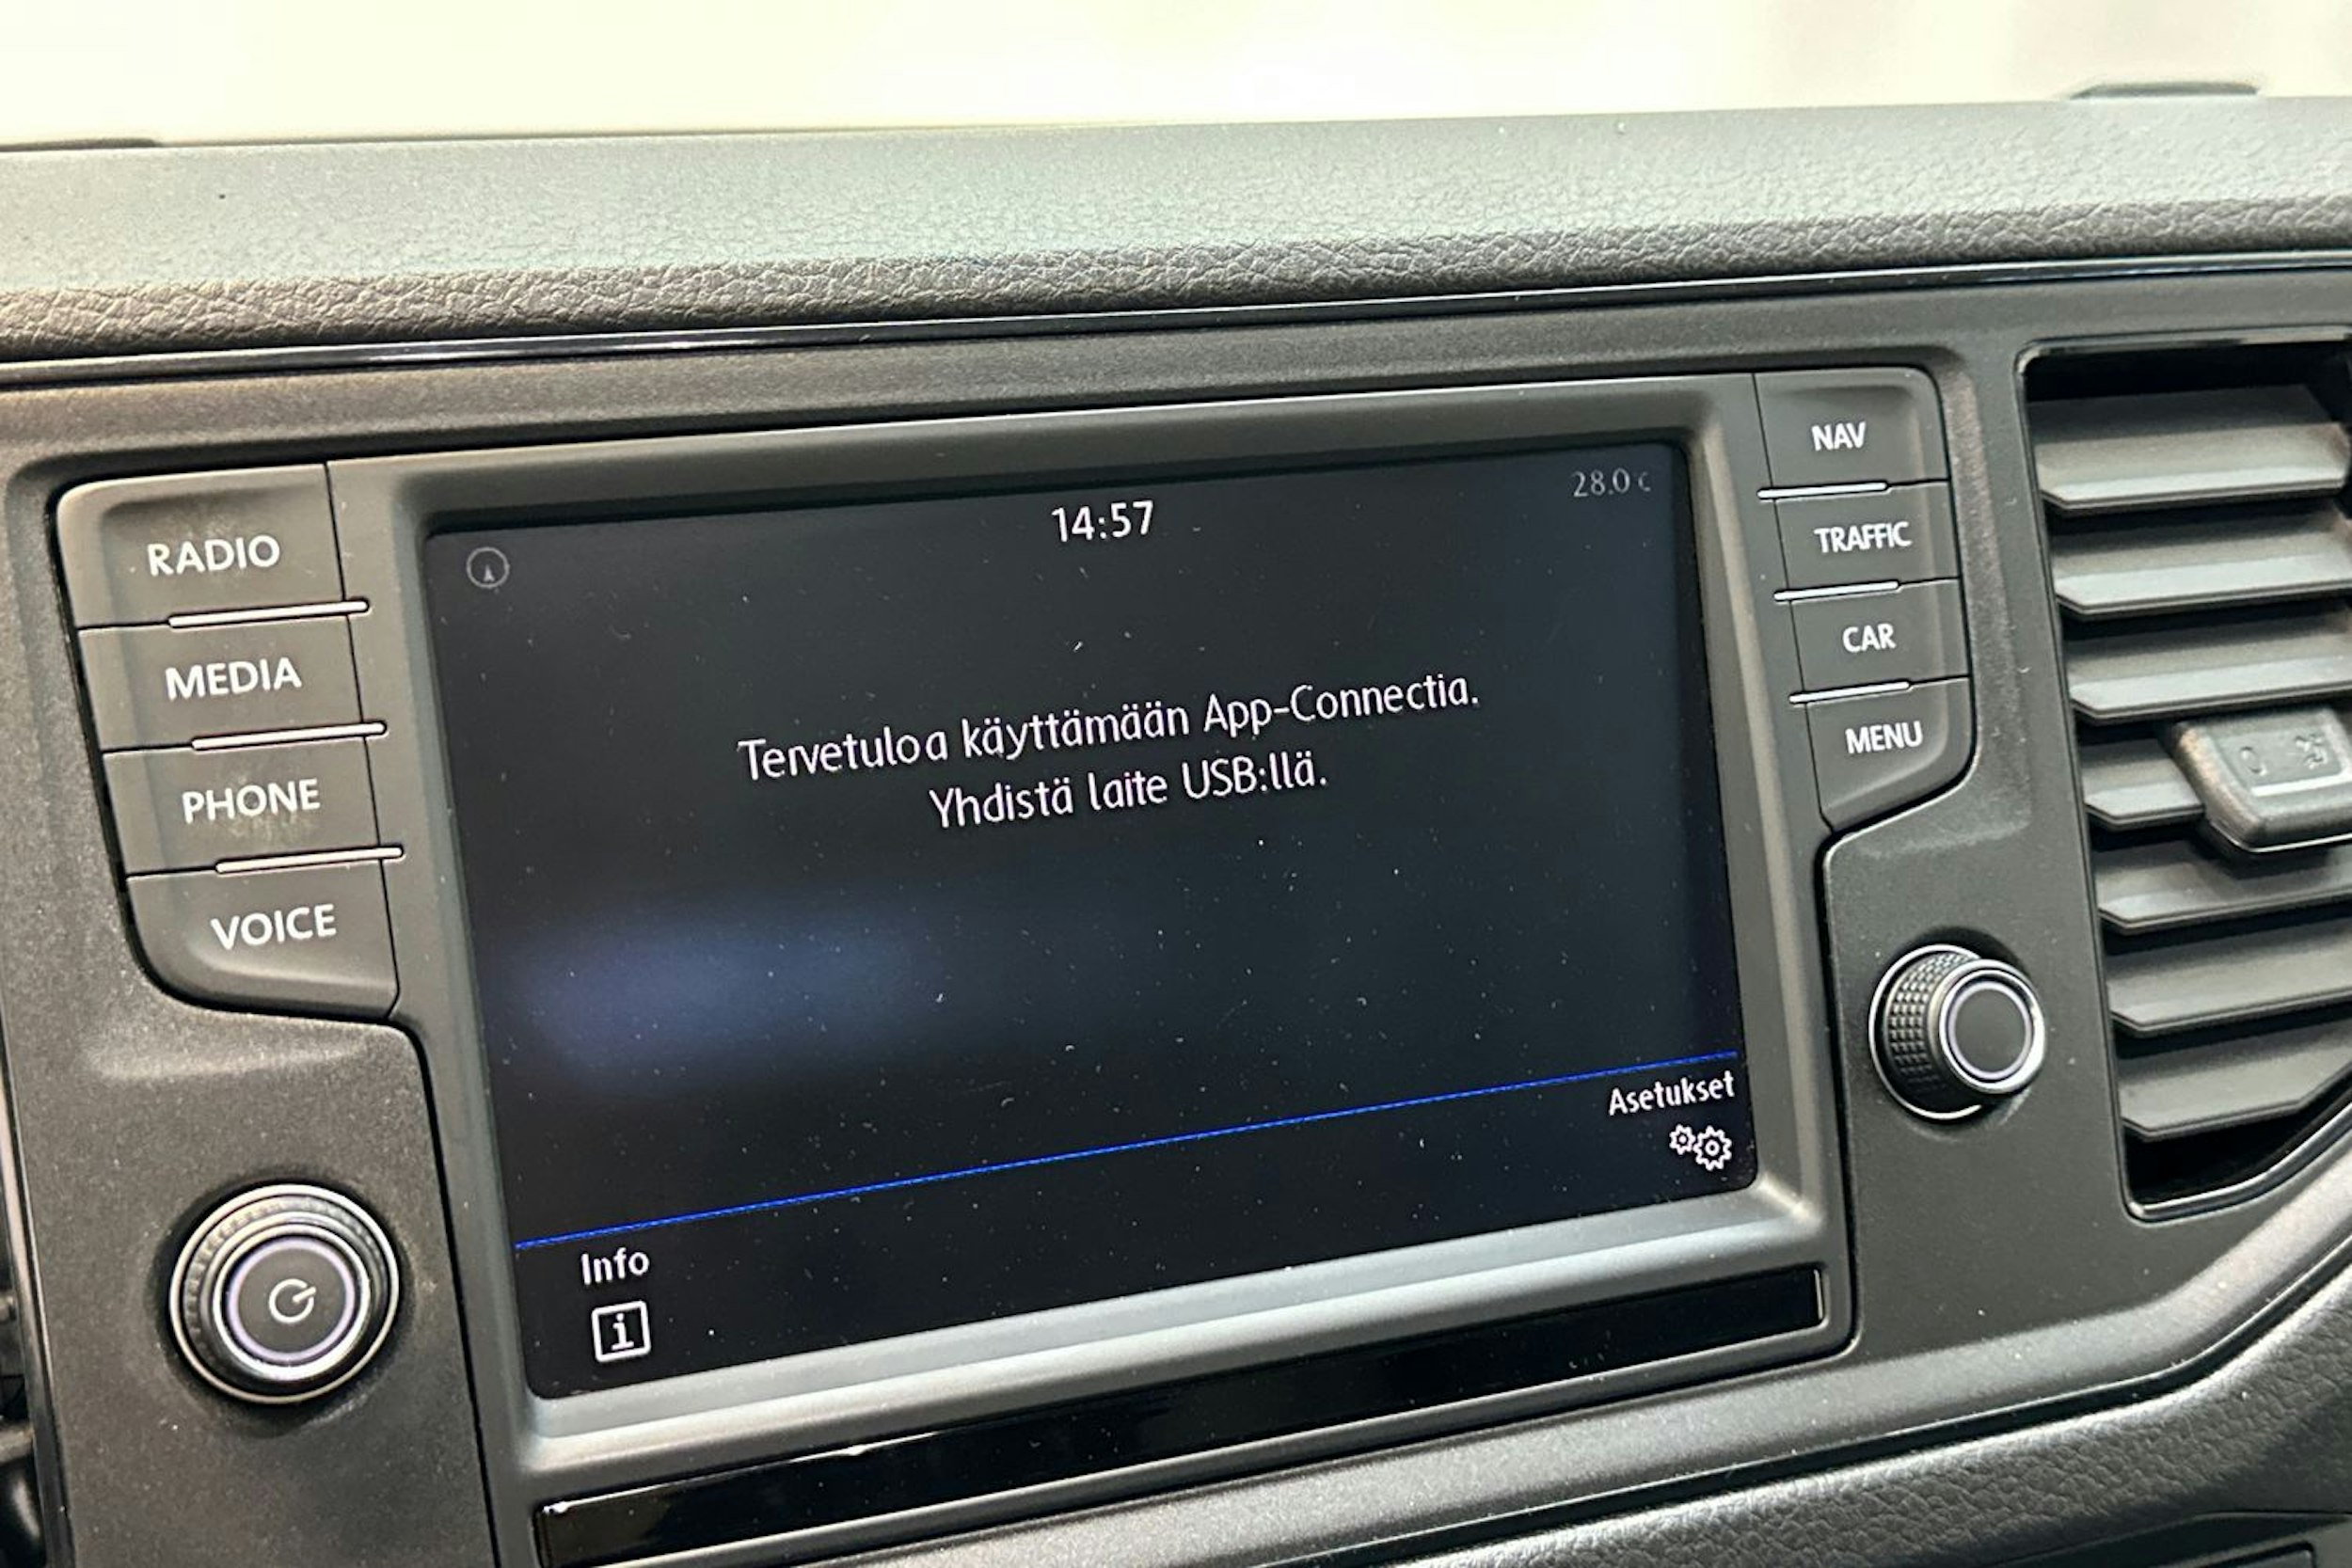 RADIO
MEDIA
PHONE
VOICE
14:57
28.0 c
Tervetuloa käyttämään App-Connectia.
Yhdistä laite USB:llä.
Asetukset
Info
i
NAV
TRAFFIC
CAR
MENU